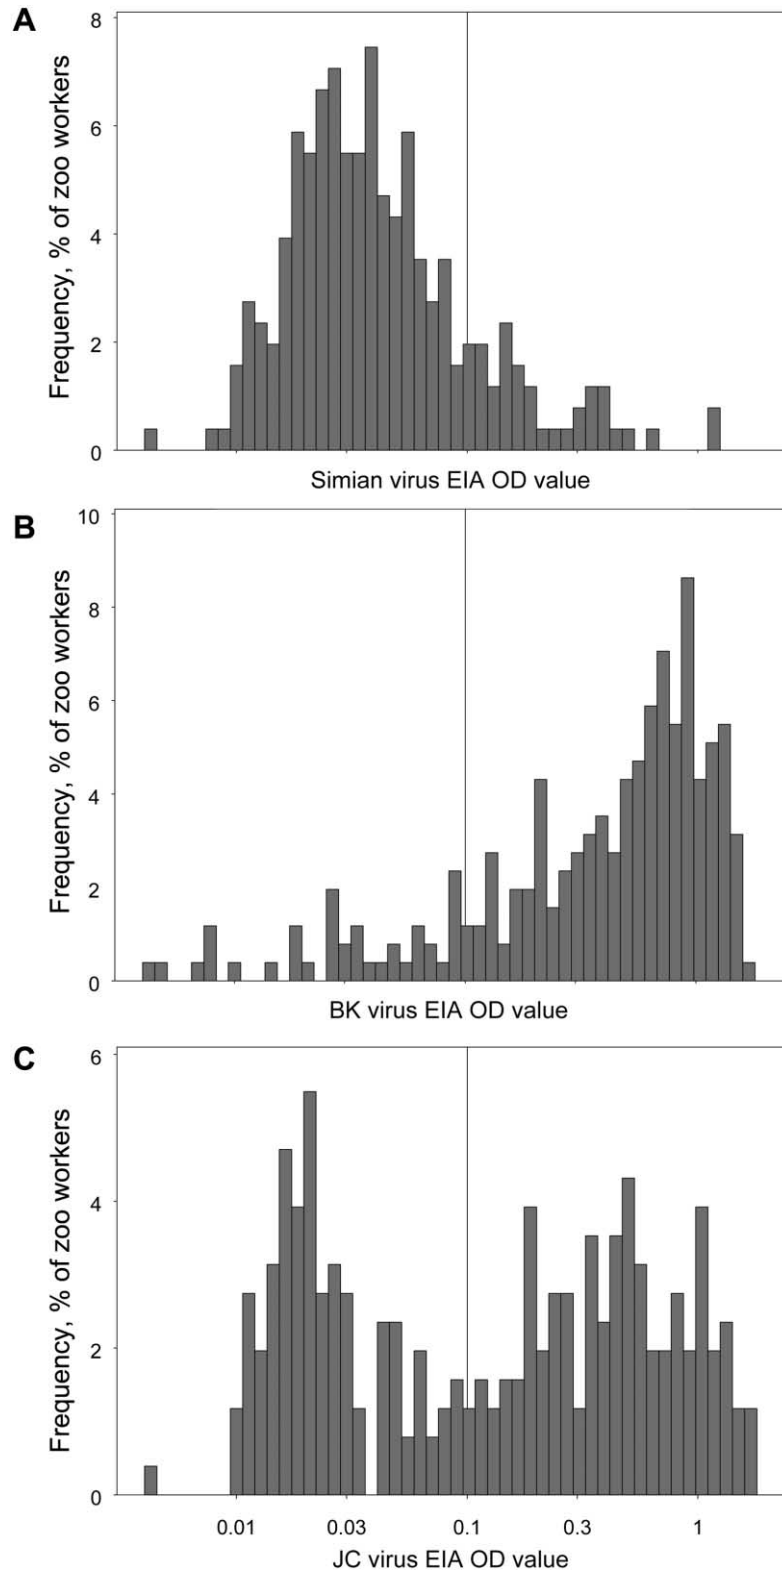 A
Frequency, % of zoo workers
8
6
4
2
0
Simian virus EIA OD value
B
Frequency, % of zoo workers
10
8
6
4
2
0
BK virus EIA OD value
C
Frequency, % of zoo workers
6
4
2
0
0.01 0.03 0.1 0.3 1
JC virus EIA OD value